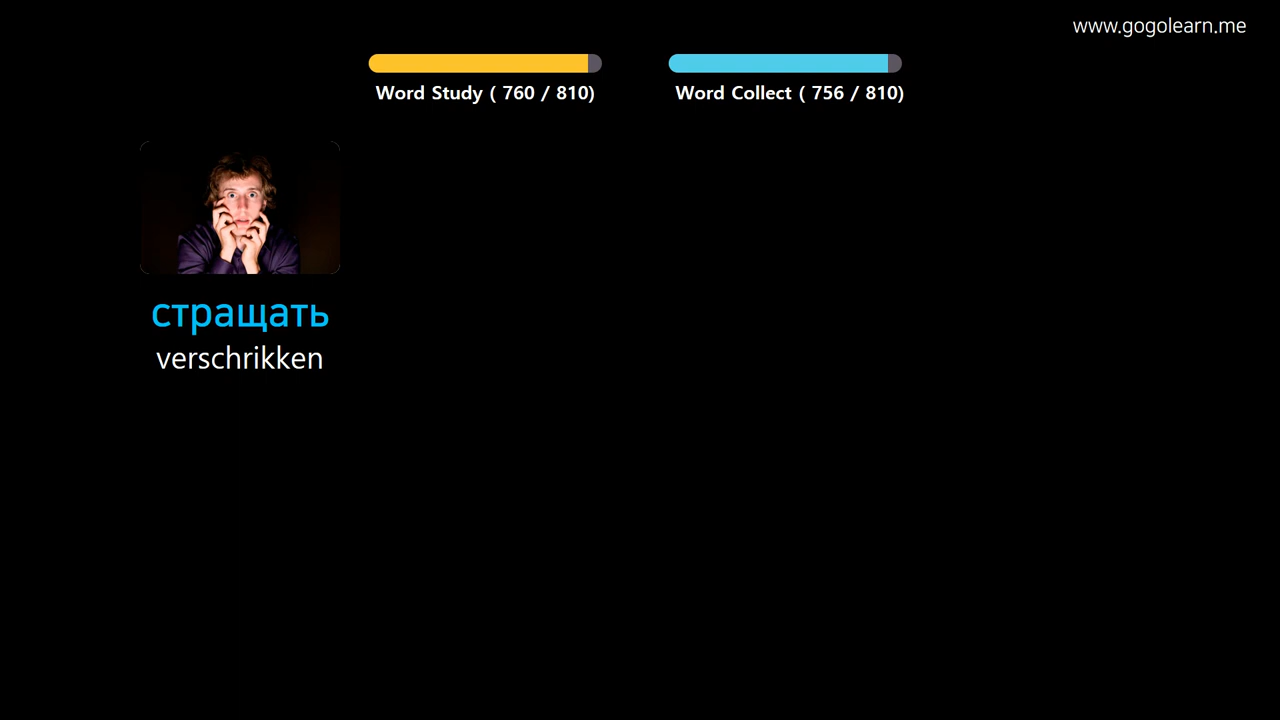 www.gogolearn.me
Word Study ( 760 / 810)
Word Collect ( 756 / 810)
стращать
verschrikken